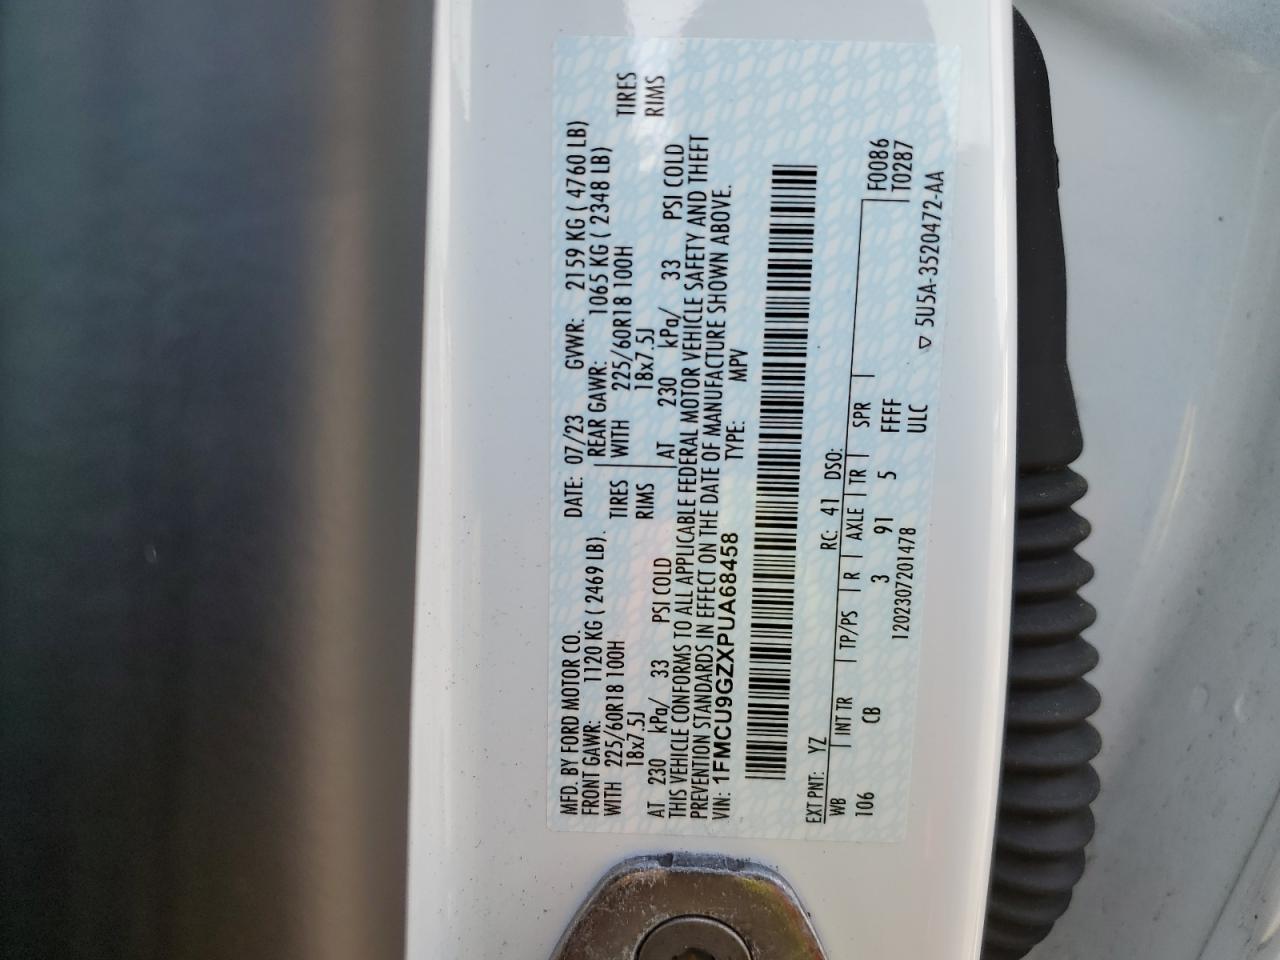 MFD. BY FORD MOTOR CO. DATE: 07/23 GVWR: 2159 KG ( 4760 LB)
FRONT GAWR: 1120 KG ( 2469 LB). REAR GAWR: 1065 KG ( 2348 LB)
WITH 225/60R18 100H TIRES WITH 225/60R18 100H TIRES
18x7.5J RIMS 18x7.5J RIMS
AT 230 kPa/ 33 PSI COLD AT 230 kPa/ 33 PSI COLD
THIS VEHICLE CONFORMS TO ALL APPLICABLE FEDERAL MOTOR VEHICLE SAFETY AND THEFT
PREVENTION STANDARDS IN EFFECT ON THE DATE OF MANUFACTURE SHOWN ABOVE.
VIN: 1FMCU9GZXPUA68458 TYPE: MPV
EXT PNT: YZ RC: 41 DSO:
WB INT TR TP/PS R AXLE TR SPR F0086
106 CB 3 91 5 FFFF T0287
1202307201478 ULC ▽ 5U5A-3520472-AA